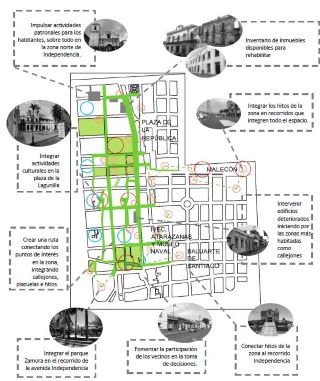 Impulsar actividades
patronales para los
habitantes, sobre todo en
la zona norte de
Independencia.
Inventario de inmuebles
disponibles para
rehabilitar
Integrar los hitos de la
zona en recorridos que
integren todo el espacio.
PLAZA DE
LA
REPÚBLICA
MALECÓN
Integrar
actividades
culturales en la
plaza de la
Lagunilla
Intervenir
edificios
deteriorados
iniciando por
las zonas más
habitadas
como
callejones
Crear una ruta
conectando los
puntos de interés
en la zona,
integrando
callejones,
plazuelas e hitos.
IVEC,
ATARAZANAS
Y MUSEO
NAVAL
BALUARTE
DE
SANTIAGO
Integrar el parque
Zamora en el recorrido de
la avenida Independencia
Fomentar la participación
de los vecinos en la toma
de decisiones.
Conectar hitos de la
zona al recorrido
Independencia